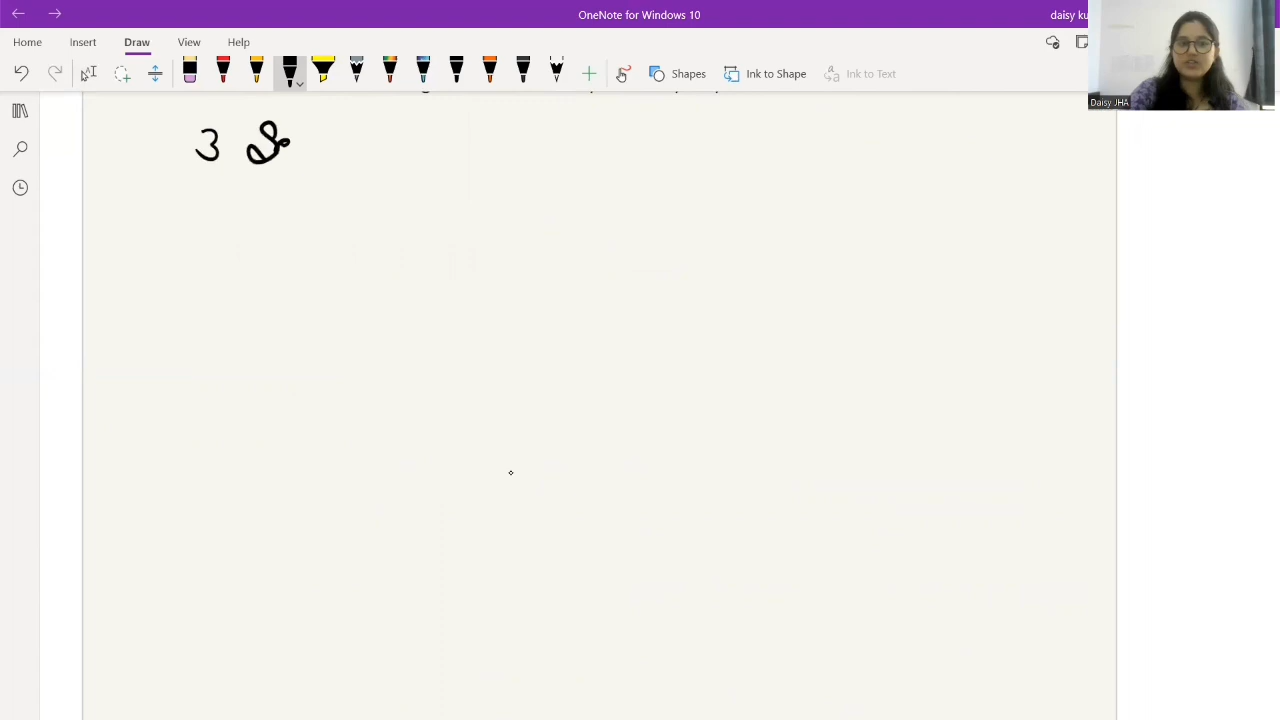 OneNote for Windows 10
daisy ku
Home Insert Draw View Help
Shapes Ink to Shape Ink to Text
Daisy JHA
3